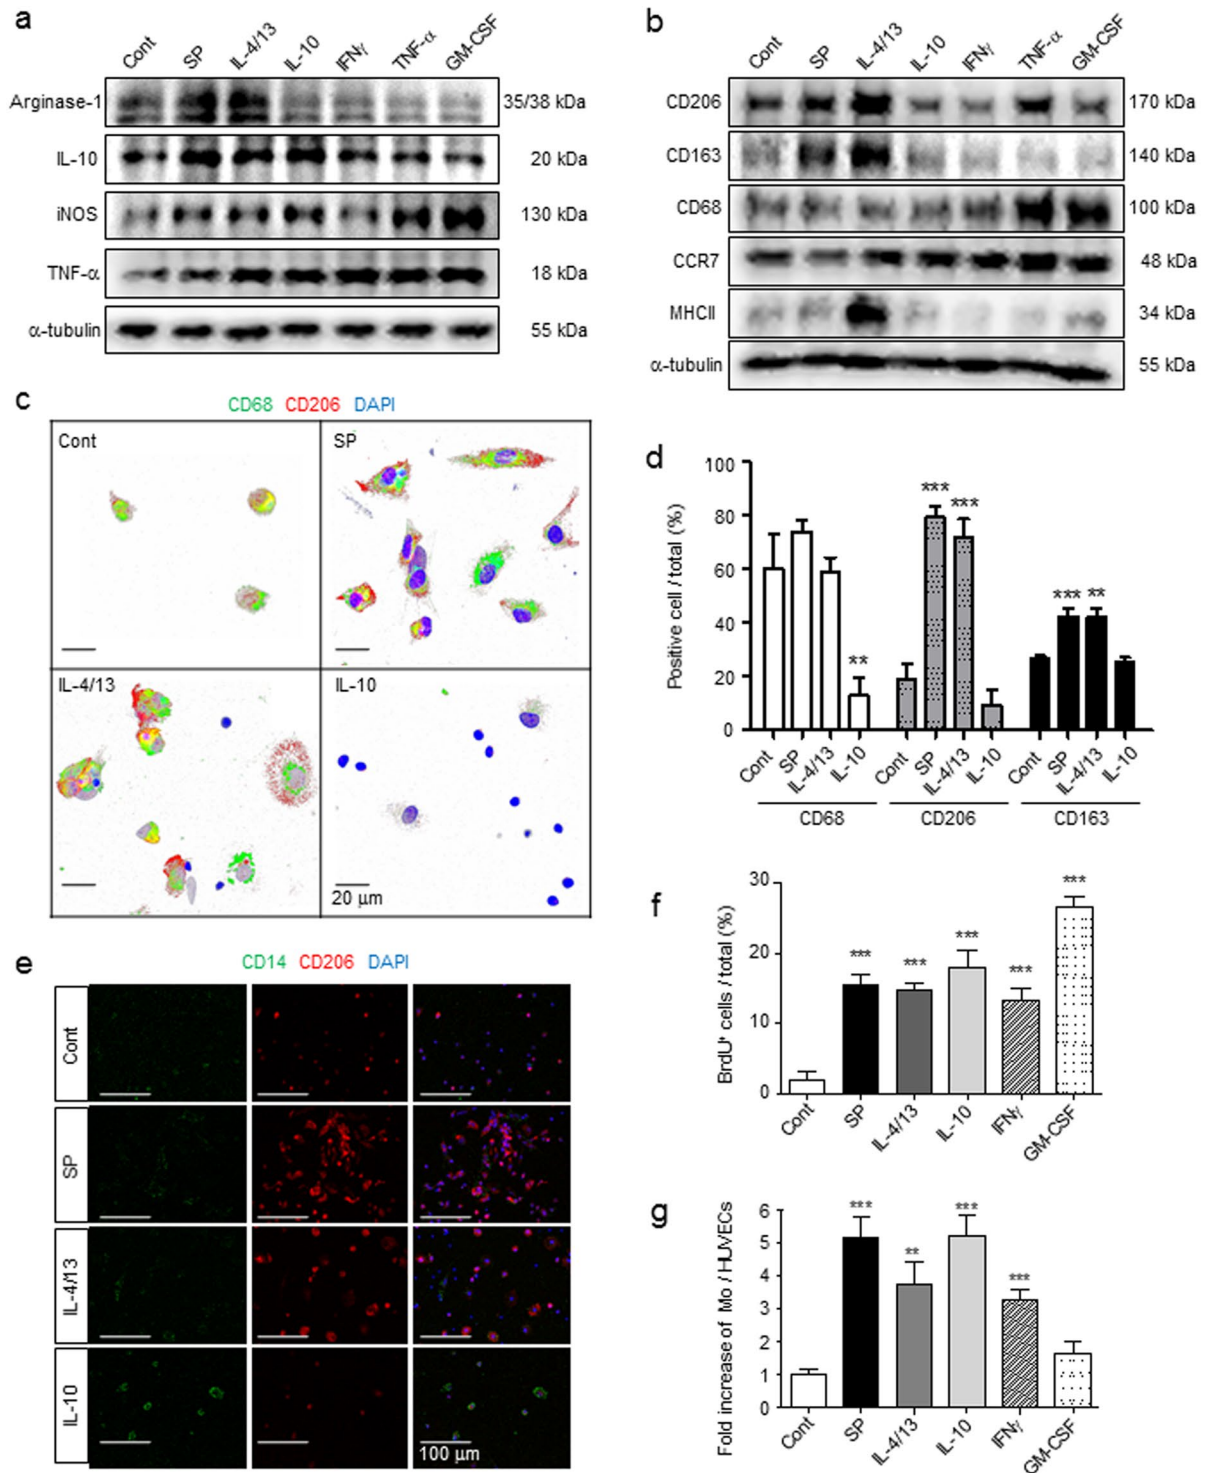 a
Cont SP IL-4/13 IL-10 IFNγ TNF-α GM-CSF
Arginase-1 35/38 kDa
IL-10 20 kDa
iNOS 130 kDa
TNF-α 18 kDa
α-tubulin 55 kDa
b
Cont SP IL-4/13 IL-10 IFNγ TNF-α GM-CSF
CD206 170 kDa
CD163 140 kDa
CD68 100 kDa
CCR7 48 kDa
MHCII 34 kDa
α-tubulin 55 kDa
c
CD68 CD206 DAPI
Cont SP
IL-4/13 IL-10
20 μm
d
Positive cell / total (%)
100
80
60
40
20
0
*** ***
** *** **
Cont SP IL-4/13 IL-10 Cont SP IL-4/13 IL-10 Cont SP IL-4/13 IL-10
CD68 CD206 CD163
e
CD14 CD206 DAPI
Cont
SP
IL-4/13
IL-10
100 μm
f
BrdU⁺ cells / total (%)
30
20
10
0
*** *** *** *** ***
Cont SP IL-4/13 IL-10 IFNγ GM-CSF
g
Fold increase of Mo / HUVECs
6
5
4
3
2
1
0
*** ** *** ***
Cont SP IL-4/13 IL-10 IFNγ GM-CSF